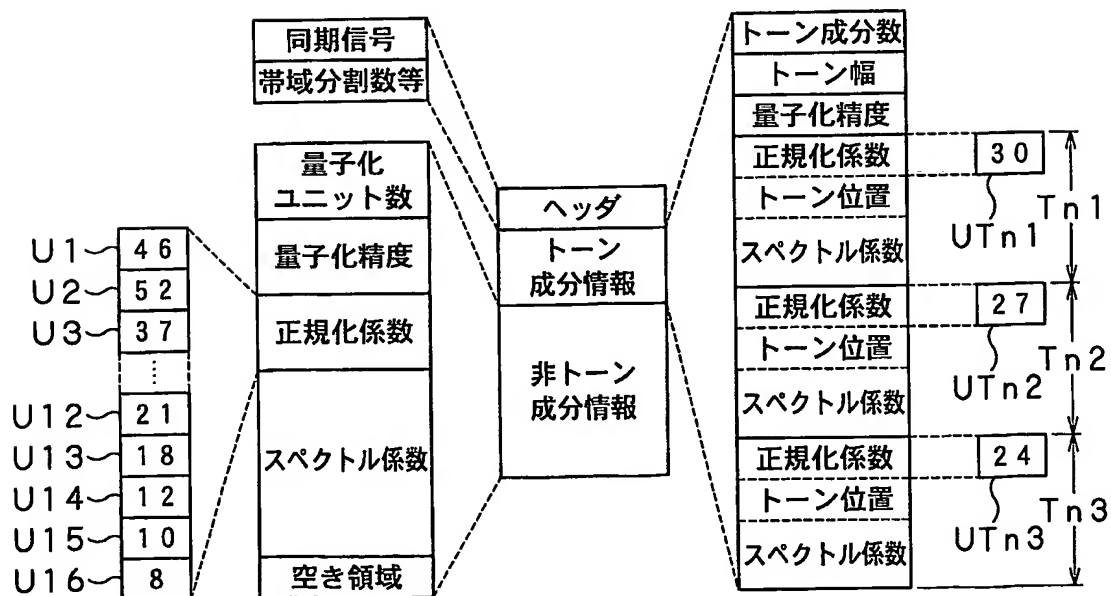 同期信号
帯域分割数等
量子化
ユニット数
量子化精度
正規化係数
スペクトル係数
空き領域
U1
46
U2
52
U3
37
⋮
U12
21
U13
18
U14
12
U15
10
U16
8
ヘッダ
トーン
成分情報
非トーン
成分情報
トーン成分数
トーン幅
量子化精度
正規化係数
トーン位置
スペクトル係数
正規化係数
トーン位置
スペクトル係数
正規化係数
トーン位置
スペクトル係数
30
UTn1
Tn1
27
UTn2
Tn2
24
UTn3
Tn3